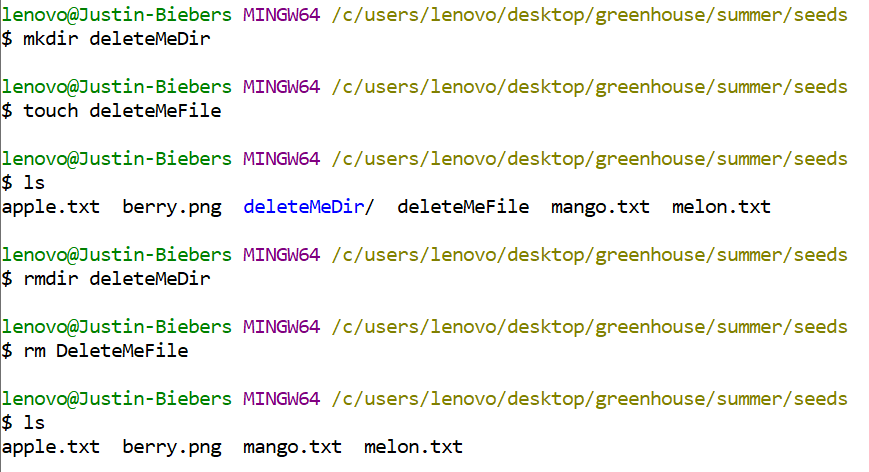 lenovo@Justin-Biebers MINGW64 /c/users/lenovo/desktop/greenhouse/summer/seeds
$ mkdir deleteMeDir
lenovo@Justin-Biebers MINGW64 /c/users/lenovo/desktop/greenhouse/summer/seeds
$ touch deleteMeFile
lenovo@Justin-Biebers MINGW64 /c/users/lenovo/desktop/greenhouse/summer/seeds
$ ls
apple.txt  berry.png  deleteMeDir/  deleteMeFile  mango.txt  melon.txt
lenovo@Justin-Biebers MINGW64 /c/users/lenovo/desktop/greenhouse/summer/seeds
$ rmdir deleteMeDir
lenovo@Justin-Biebers MINGW64 /c/users/lenovo/desktop/greenhouse/summer/seeds
$ rm DeleteMeFile
lenovo@Justin-Biebers MINGW64 /c/users/lenovo/desktop/greenhouse/summer/seeds
$ ls
apple.txt  berry.png  mango.txt  melon.txt